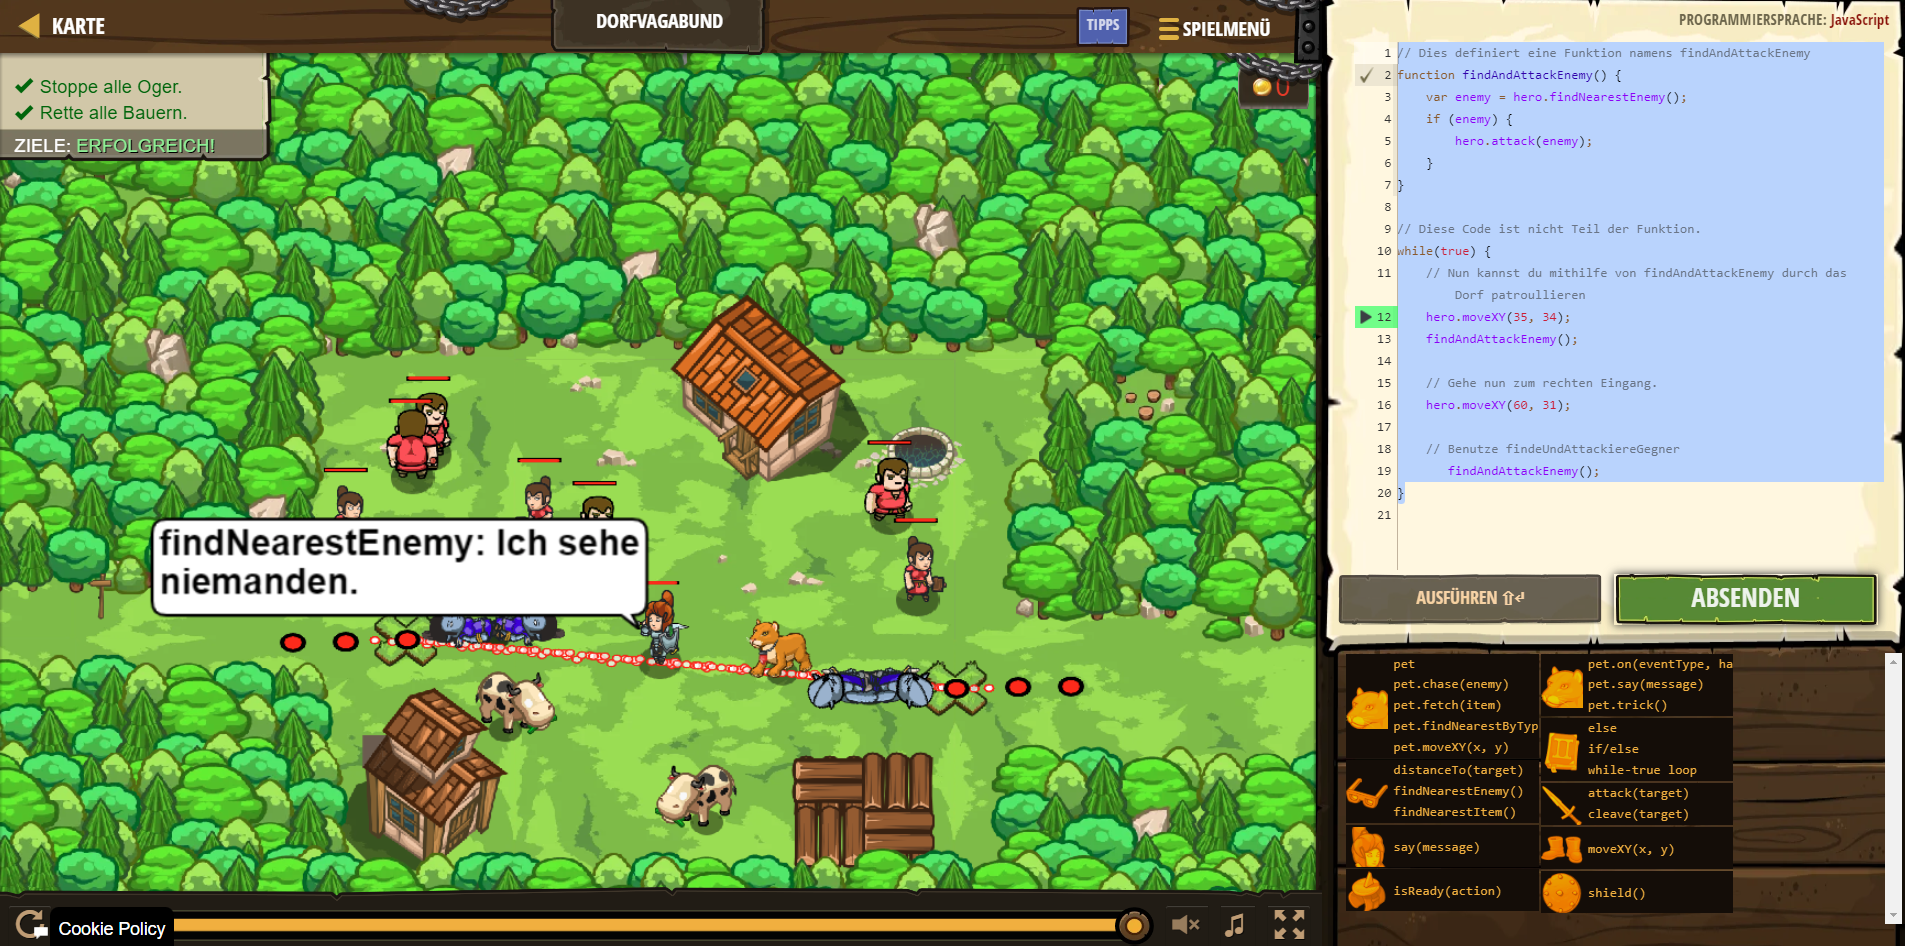 KARTE
DORFVAGABUND
TIPPS
SPIELMENÜ
PROGRAMMIERSPRACHE: JavaScript
Stoppe alle Oger.
Rette alle Bauern.
ZIELE: ERFOLGREICH!
0
findNearestEnemy: Ich sehe
niemanden.
1 // Dies definiert eine Funktion namens findAndAttackEnemy
2 function findAndAttackEnemy() {
3 var enemy = hero.findNearestEnemy();
4 if (enemy) {
5 hero.attack(enemy);
6 }
7 }
8
9 // Diese Code ist nicht Teil der Funktion.
10 while(true) {
11 // Nun kannst du mithilfe von findAndAttackEnemy durch das
Dorf patroullieren
12 hero.moveXY(35, 34);
13 findAndAttackEnemy();
14
15 // Gehe nun zum rechten Eingang.
16 hero.moveXY(60, 31);
17
18 // Benutze findeUndAttackiereGegner
19 findAndAttackEnemy();
20 }
21
AUSFÜHREN ⇧↵
ABSENDEN
pet
pet.chase(enemy)
pet.fetch(item)
pet.findNearestByTyp
pet.moveXY(x, y)
distanceTo(target)
findNearestEnemy()
findNearestItem()
say(message)
isReady(action)
pet.on(eventType, ha
pet.say(message)
pet.trick()
else
if/else
while-true loop
attack(target)
cleave(target)
moveXY(x, y)
shield()
Cookie Policy